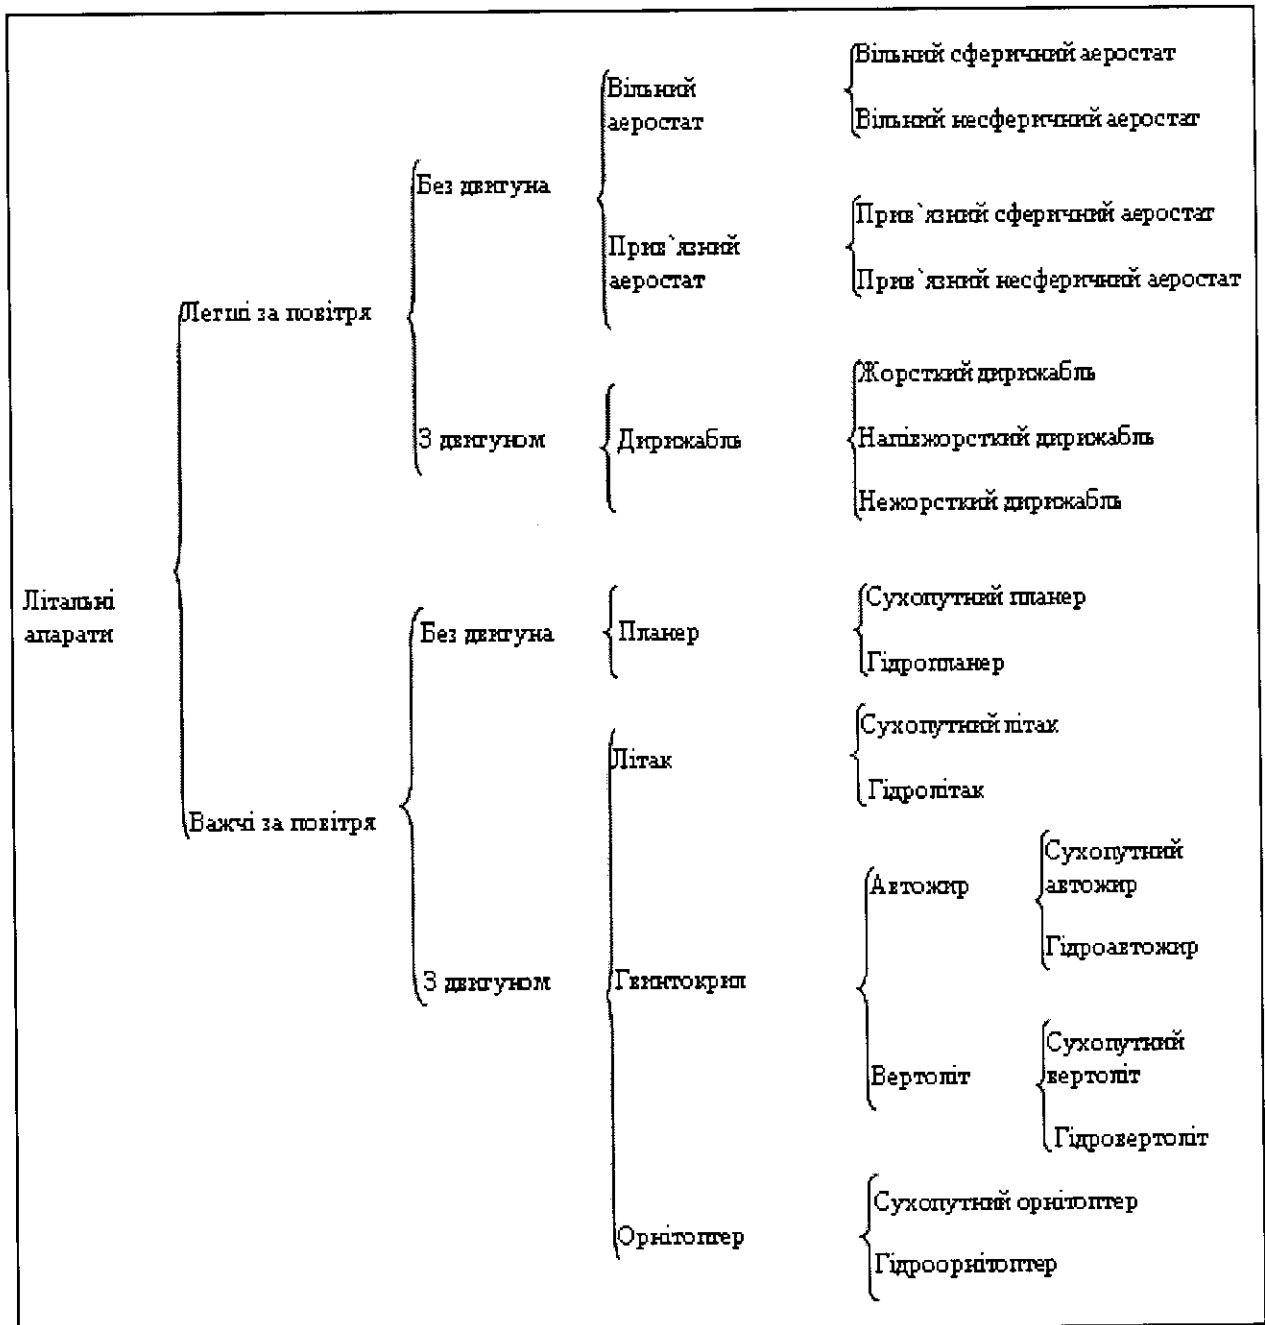 Вільний сферичний аеростат
Вільний
аеростат
Вільний несферичний аеростат
Без двигуна
Прив`язний сферичний аеростат
Прив`язний
аеростат
Прив`язний несферичний аеростат
Легші за повітря
Жорсткий дирижабль
З двигуном
Дирижабль
Напівжорсткий дирижабль
Нежорсткий дирижабль
Літальні
апарати
Сухопутний планер
Без двигуна
Планер
Гідропланер
Сухопутний літак
Літак
Гідролітак
Важчі за повітря
Сухопутний
автожир
Автожир
Гідроавтожир
З двигуном
Гвинтокрил
Сухопутний
вертоліт
Вертоліт
Гідровертоліт
Сухопутний орнітоптер
Орнітоптер
Гідроорнітоптер